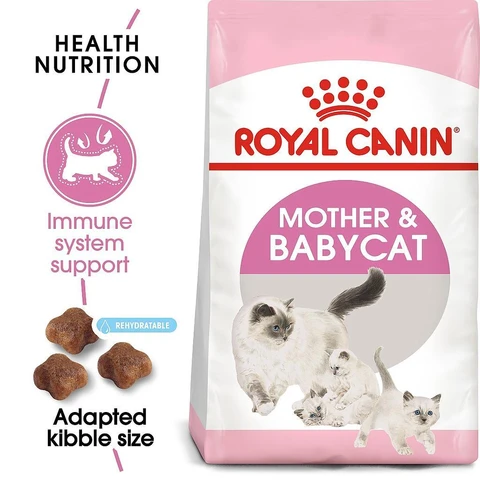 HEALTH
NUTRITION
Immune
system
support
REHYDRATABLE
Adapted
kibble size
ROYAL CANIN®
MOTHER &
BABYCAT